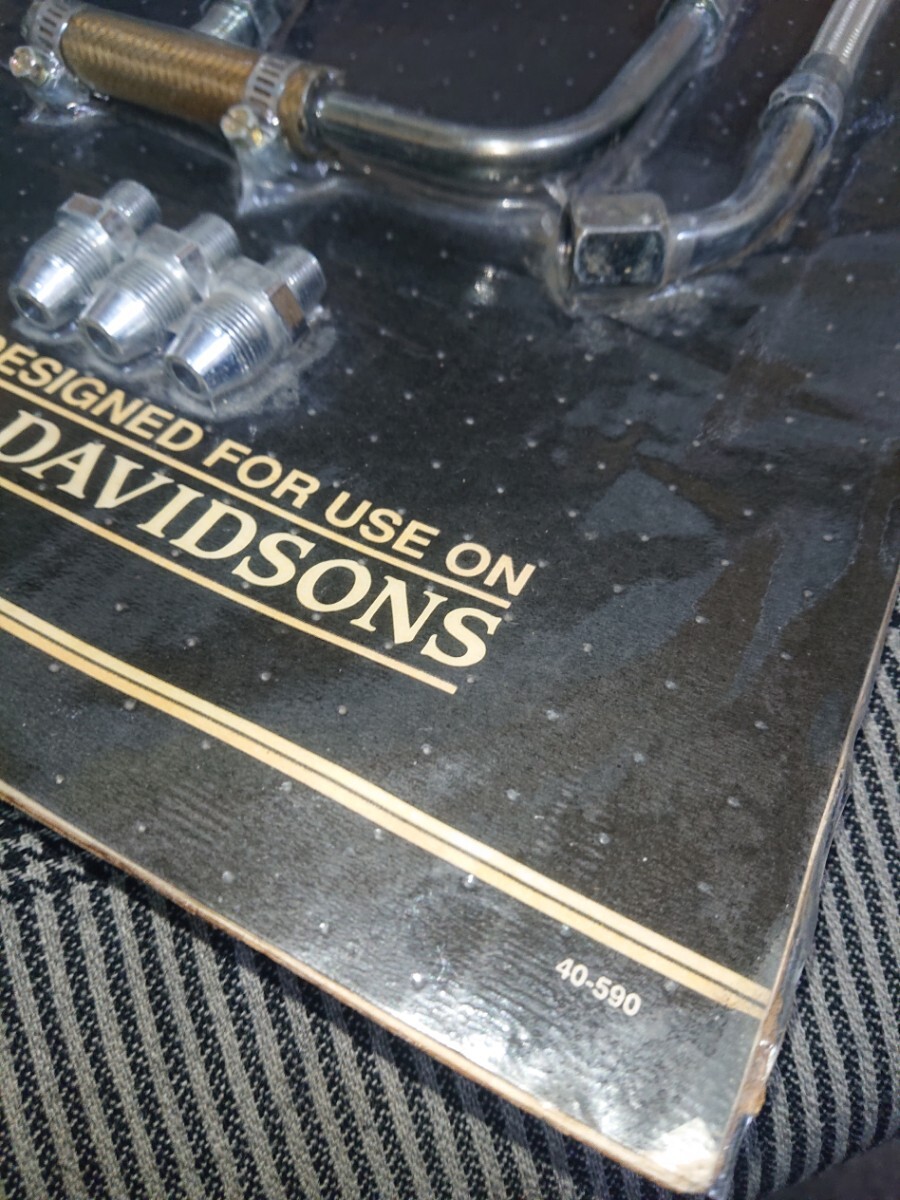 DESIGNED FOR USE ON
DAVIDSONS
40-590